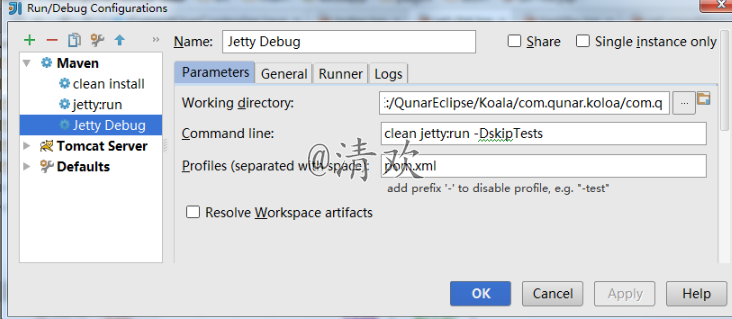 Run/Debug Configurations
Name: Jetty Debug
Share
Single instance only
Maven
clean install
jetty:run
Jetty Debug
Tomcat Server
Defaults
Parameters General Runner Logs
Working directory: :/QunarEclipse/Koala/com.qunar.koloa/com.q ...
Command line: clean jetty:run -DskipTests
Profiles (separated with space): pom.xml
add prefix '-' to disable profile, e.g. "-test"
Resolve Workspace artifacts
@清欢
OK Cancel Apply Help